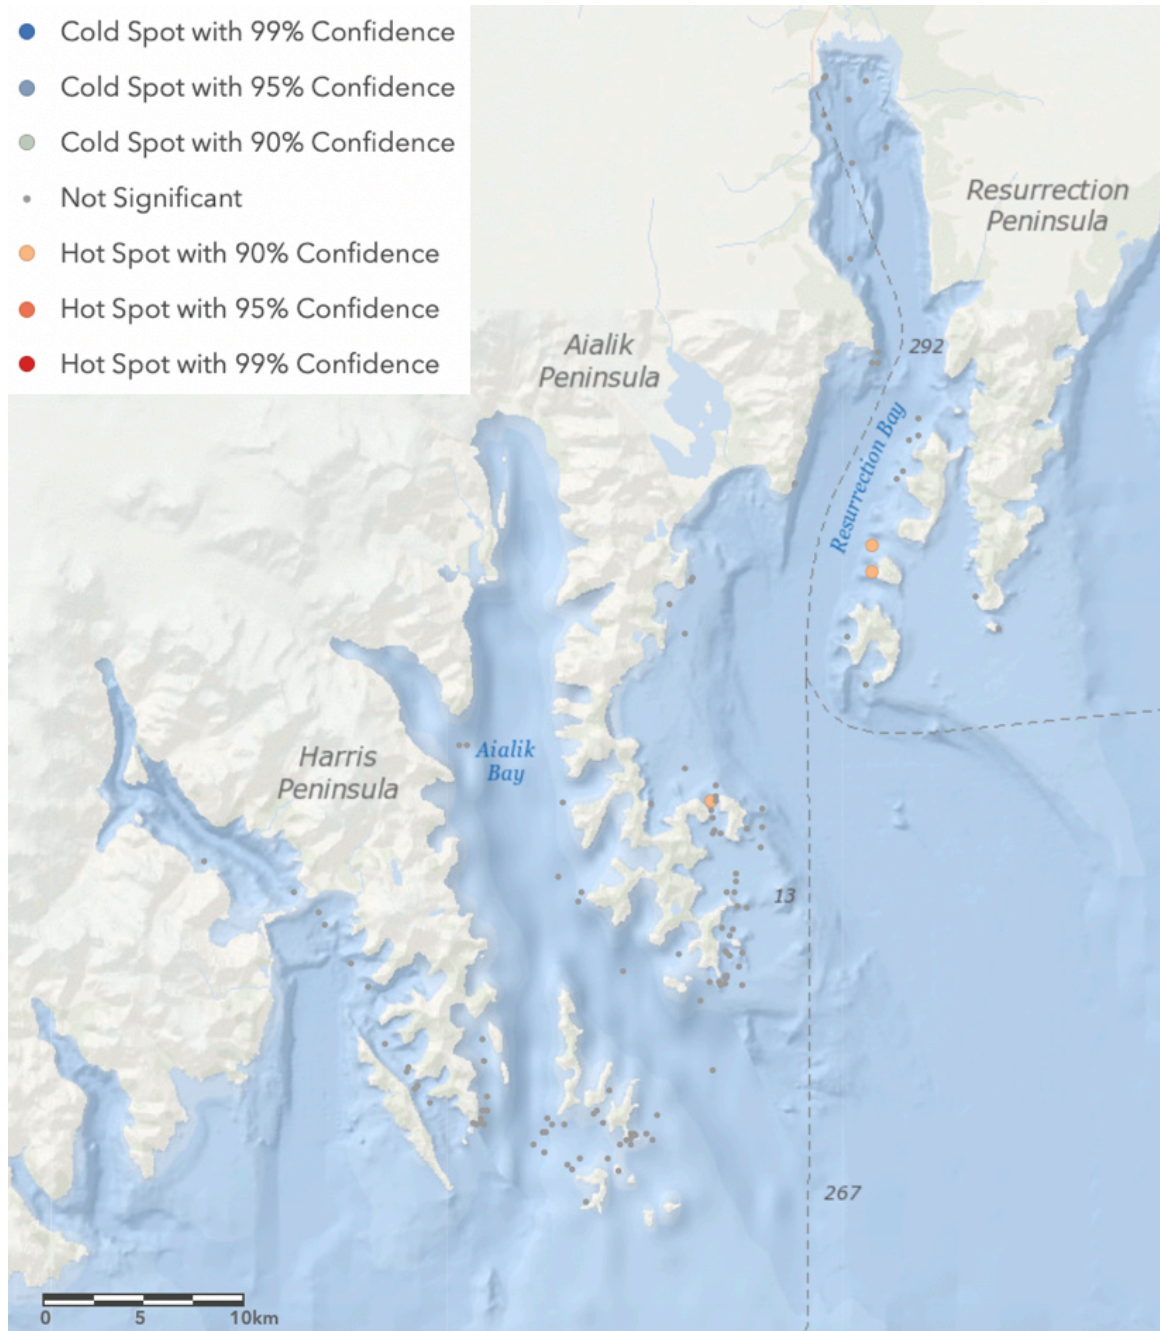 Cold Spot with 99% Confidence
Cold Spot with 95% Confidence
Cold Spot with 90% Confidence
Not Significant
Hot Spot with 90% Confidence
Hot Spot with 95% Confidence
Hot Spot with 99% Confidence
Resurrection
Peninsula
Aialik
Peninsula
292
Resurrection Bay
Harris
Peninsula
Aialik
Bay
13
267
0 5 10km